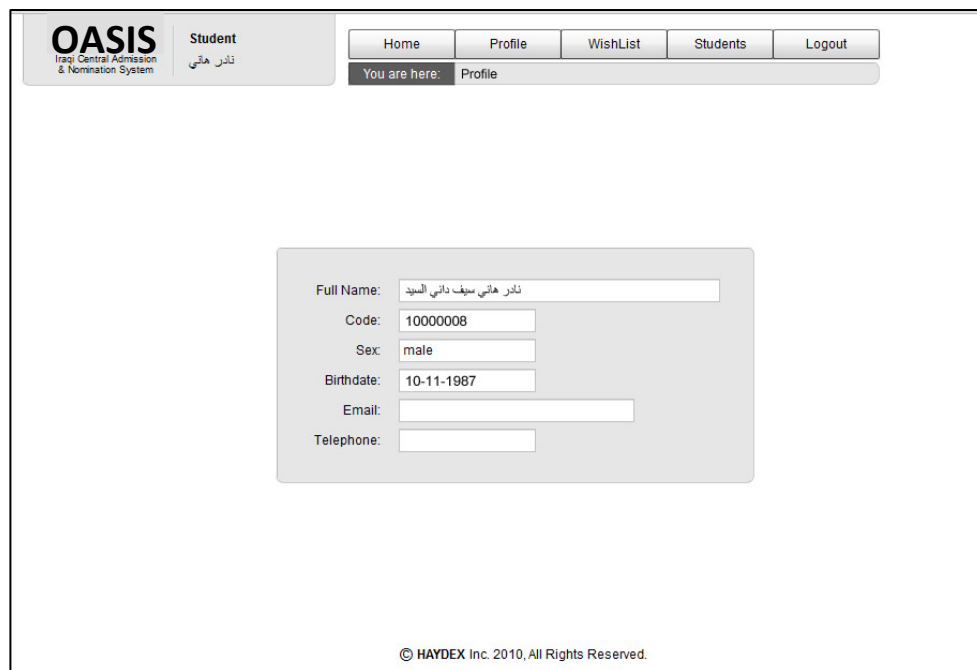 OASIS
Iraqi Central Admission
& Nomination System
Student
نادر هاني
Home Profile WishList Students Logout
You are here: Profile
Full Name: نادر هاني سيف داني السيد
Code: 10000008
Sex: male
Birthdate: 10-11-1987
Email:
Telephone:
© HAYDEX Inc. 2010, All Rights Reserved.